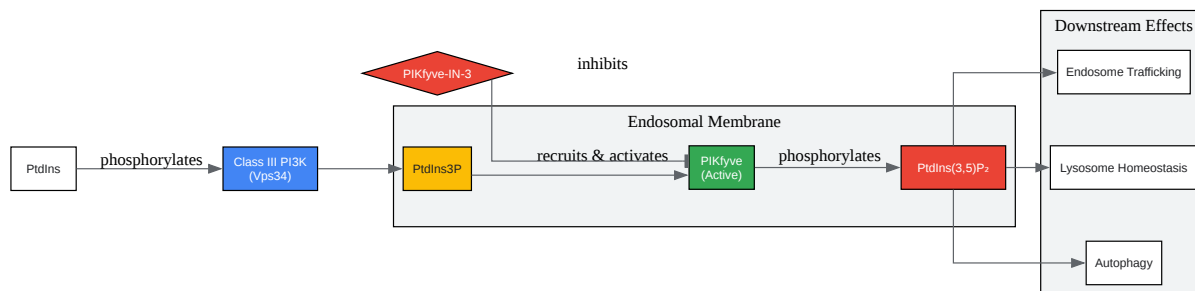 Downstream Effects
PIKfyve-IN-3
inhibits
Endosome Trafficking
Endosomal Membrane
PtdIns
phosphorylates
Class III PI3K
(Vps34)
PtdIns3P
recruits & activates
PIKfyve
(Active)
phosphorylates
PtdIns(3,5)P₂
Lysosome Homeostasis
Autophagy